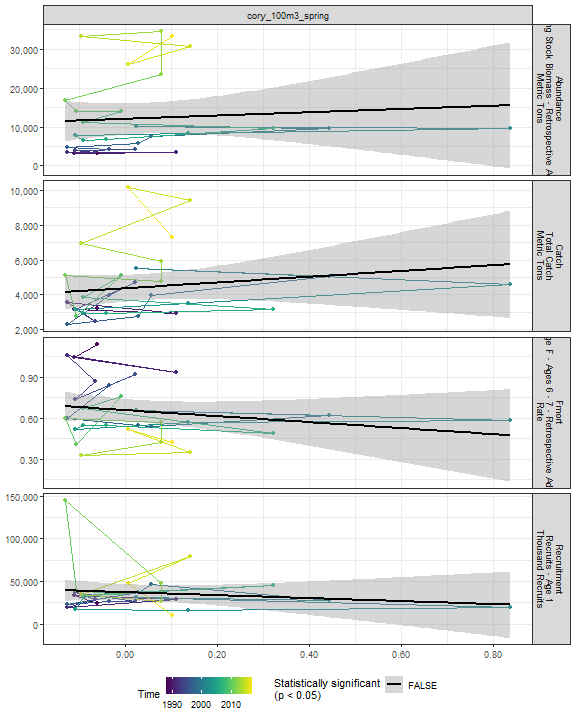 cory_100m3_spring
30,000
20,000
10,000
0
Abundance
Stock Biomass - Retrospective
Metric Tons
10,000
8,000
6,000
4,000
2,000
Catch
Total Catch
Metric Tons
0.90
0.60
0.30
Fmort
F - Ages 6 - 7 - Retrospective
Rate
150,000
100,000
50,000
0
Recruitment
Recruits - Age 1
Thousand Recruits
0.00
0.20
0.40
0.60
0.80
Time
1990 2000 2010
Statistically significant
(p < 0.05)
FALSE